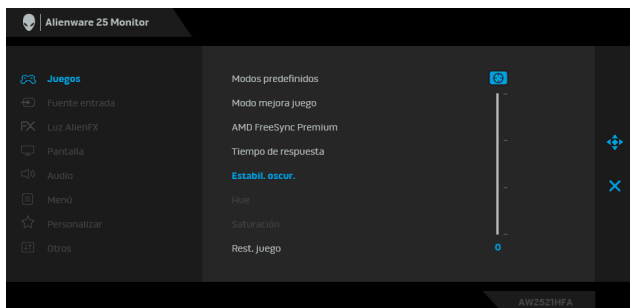 Alienware 25 Monitor
Juegos
Fuente entrada
Luz AlienFX
Pantalla
Audio
Menú
Personalizar
Otros
Modos predefinidos
Modo mejora juego
AMD FreeSync Premium
Tiempo de respuesta
Estabil. oscur.
Hue
Saturación
Rest. juego
0
AW2521HFA